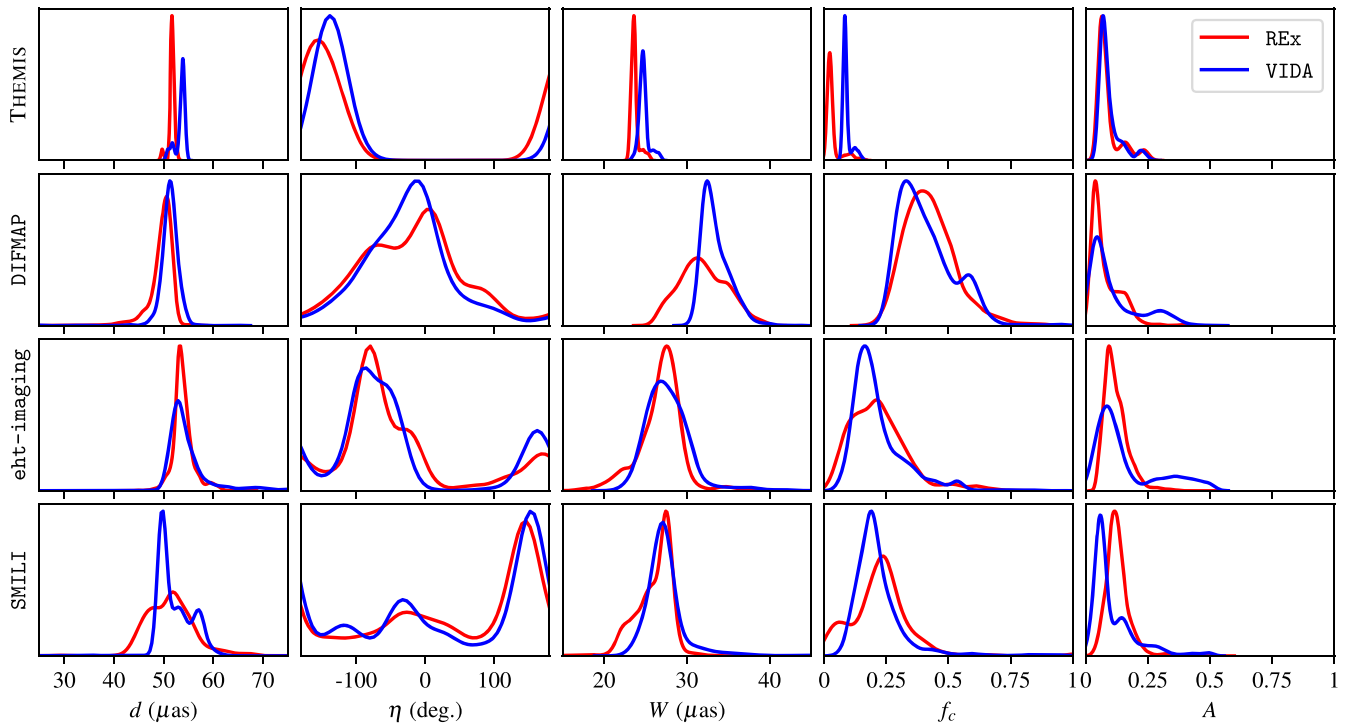 THEMIS
REx
VIDA
DIFMAP
eht-imaging
SMILI
30 40 50 60 70
-100 0 100
20 30 40
0 0.25 0.5 0.75 1
0 0.25 0.5 0.75 1
d (μas)
η (deg.)
W (μas)
f_c
A